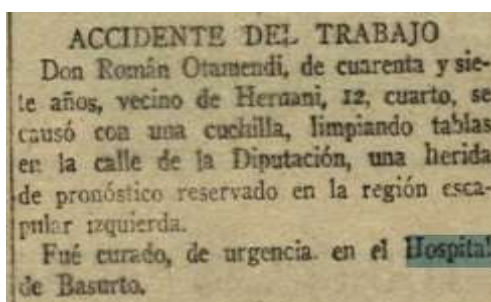 ACCIDENTE DEL TRABAJO
Don Román Otamendi, de cuarenta y sie-
te años, vecino de Hernani, 12, cuarto, se
causó con una cuchilla, limpiando tablas
en la calle de la Diputación, una herida
de pronóstico reservado en la región esca-
pular izquierda.
Fué curado, de urgencia. en el Hospital
de Basurto.